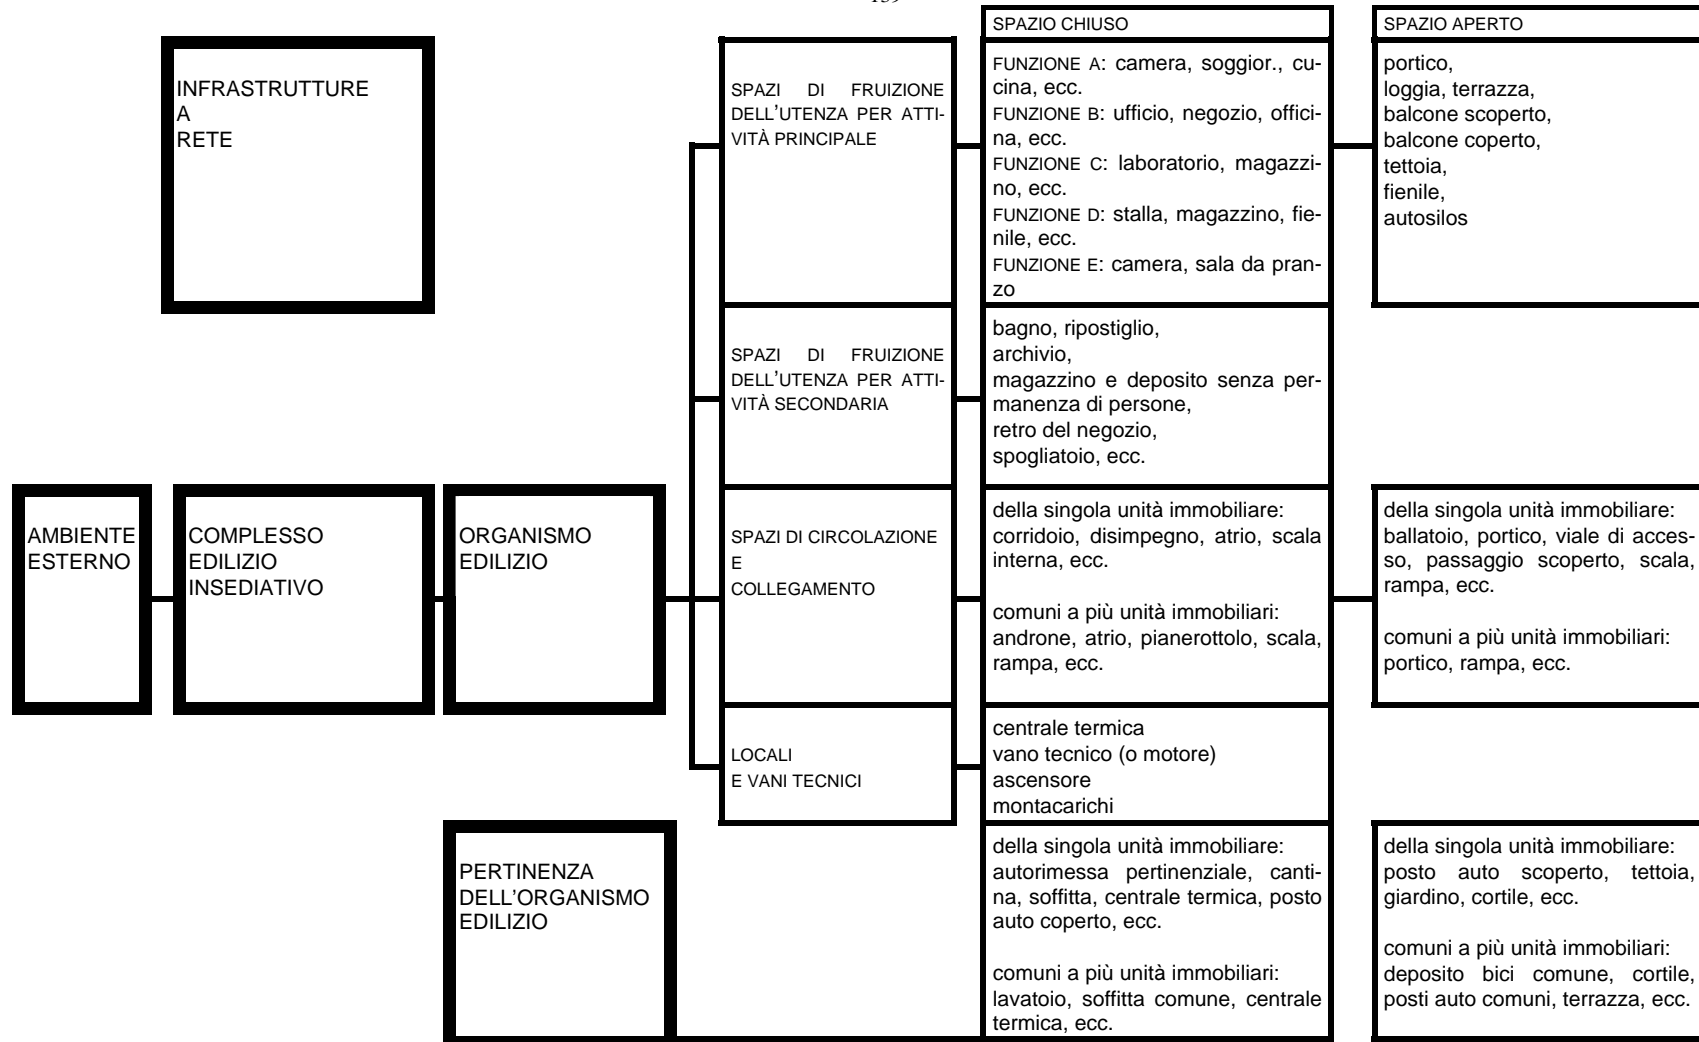 SPAZIO CHIUSO
SPAZIO APERTO
INFRASTRUTTURE
A
RETE
SPAZI DI FRUIZIONE
DELL'UTENZA PER ATTI-
VITÀ PRINCIPALE
FUNZIONE A: camera, soggior., cu-
cina, ecc.
FUNZIONE B: ufficio, negozio, offici-
na, ecc.
FUNZIONE C: laboratorio, magazzi-
no, ecc.
FUNZIONE D: stalla, magazzino, fie-
nile, ecc.
FUNZIONE E: camera, sala da pran-
zo
portico,
loggia, terrazza,
balcone scoperto,
balcone coperto,
tettoia,
fienile,
autosilos
SPAZI DI FRUIZIONE
DELL'UTENZA PER ATTI-
VITÀ SECONDARIA
bagno, ripostiglio,
archivio,
magazzino e deposito senza per-
manenza di persone,
retro del negozio,
spogliatoio, ecc.
AMBIENTE
ESTERNO
COMPLESSO
EDILIZIO
INSEDIATIVO
ORGANISMO
EDILIZIO
SPAZI DI CIRCOLAZIONE
E
COLLEGAMENTO
della singola unità immobiliare:
corridoio, disimpegno, atrio, scala
interna, ecc.
comuni a più unità immobiliari:
androne, atrio, pianerottolo, scala,
rampa, ecc.
della singola unità immobiliare:
ballatoio, portico, viale di acces-
so, passaggio scoperto, scala,
rampa, ecc.
comuni a più unità immobiliari:
portico, rampa, ecc.
LOCALI
E VANI TECNICI
centrale termica
vano tecnico (o motore)
ascensore
montacarichi
PERTINENZA
DELL'ORGANISMO
EDILIZIO
della singola unità immobiliare:
autorimessa pertinenziale, canti-
na, soffitta, centrale termica, posto
auto coperto, ecc.
comuni a più unità immobiliari:
lavatoio, soffitta comune, centrale
termica, ecc.
della singola unità immobiliare:
posto auto scoperto, tettoia,
giardino, cortile, ecc.
comuni a più unità immobiliari:
deposito bici comune, cortile,
posti auto comuni, terrazza, ecc.